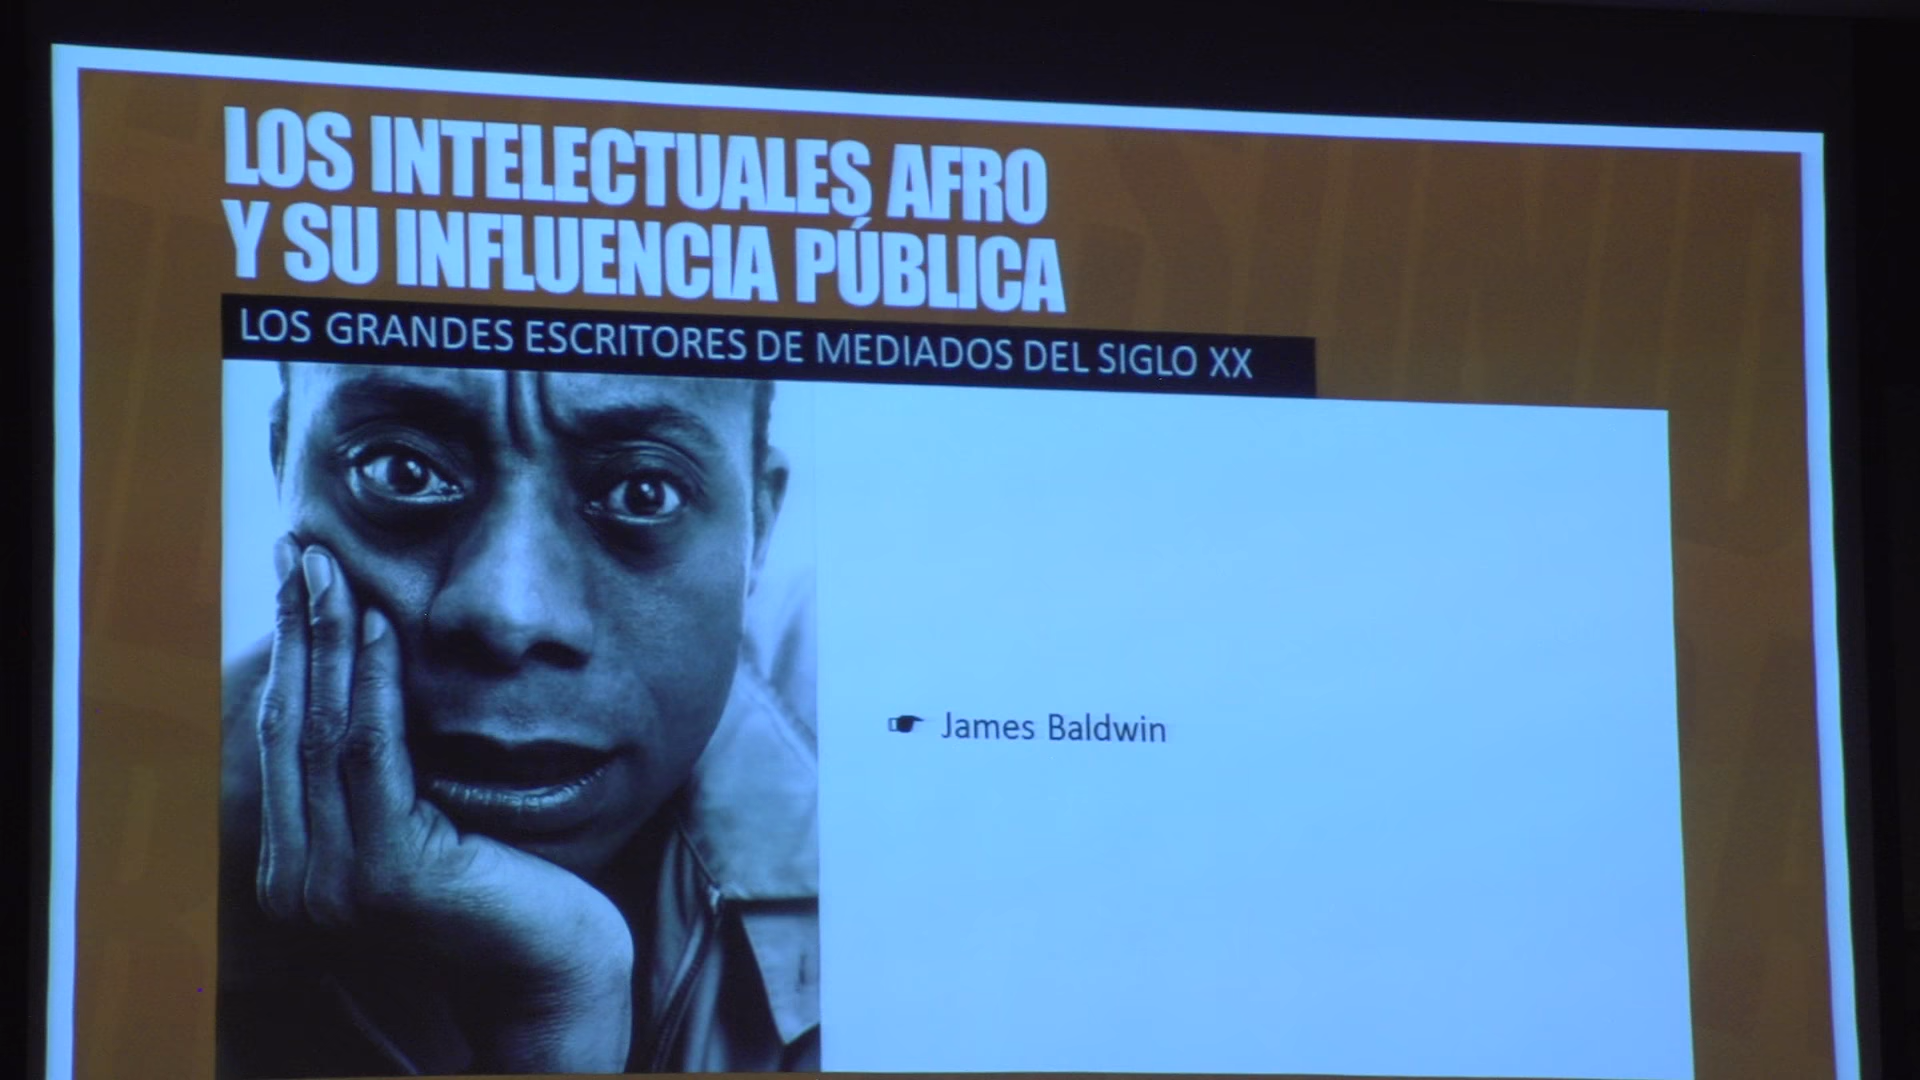 LOS INTELECTUALES AFRO
Y SU INFLUENCIA PÚBLICA
LOS GRANDES ESCRITORES DE MEDIADOS DEL SIGLO XX
☛ James Baldwin